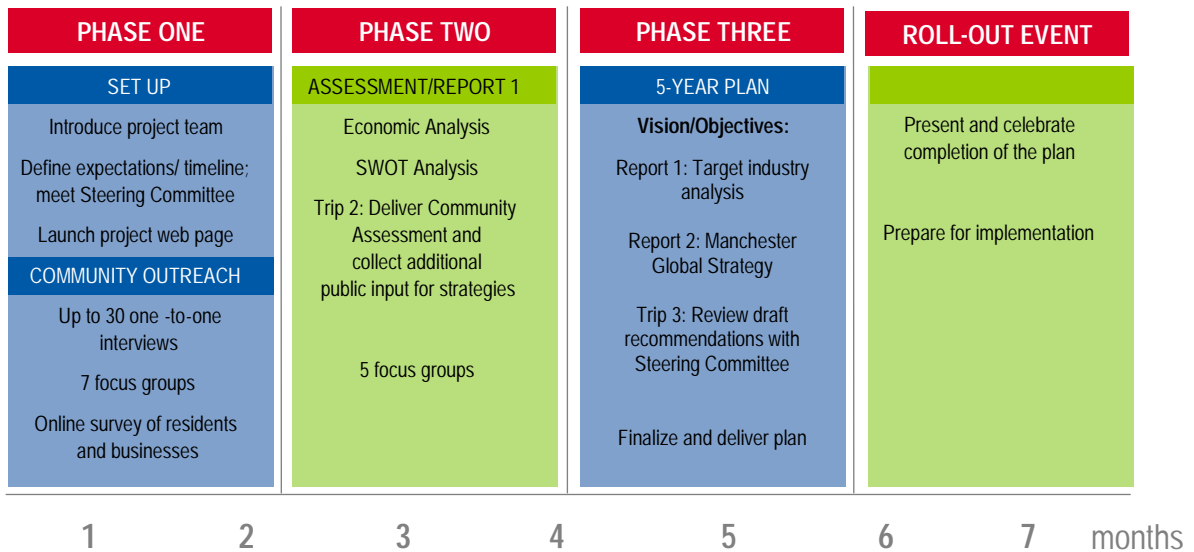 PHASE ONE
SET UP
Introduce project team
Define expectations/ timeline;
meet Steering Committee
Launch project web page
COMMUNITY OUTREACH
Up to 30 one -to-one
interviews
7 focus groups
Online survey of residents
and businesses
PHASE TWO
ASSESSMENT/REPORT 1
Economic Analysis
SWOT Analysis
Trip 2: Deliver Community
Assessment and
collect additional
public input for strategies
5 focus groups
PHASE THREE
5-YEAR PLAN
Vision/Objectives:
Report 1: Target industry
analysis
Report 2: Manchester
Global Strategy
Trip 3: Review draft
recommendations with
Steering Committee
Finalize and deliver plan
ROLL-OUT EVENT
Present and celebrate
completion of the plan
Prepare for implementation
1 2 3 4 5 6 7 months